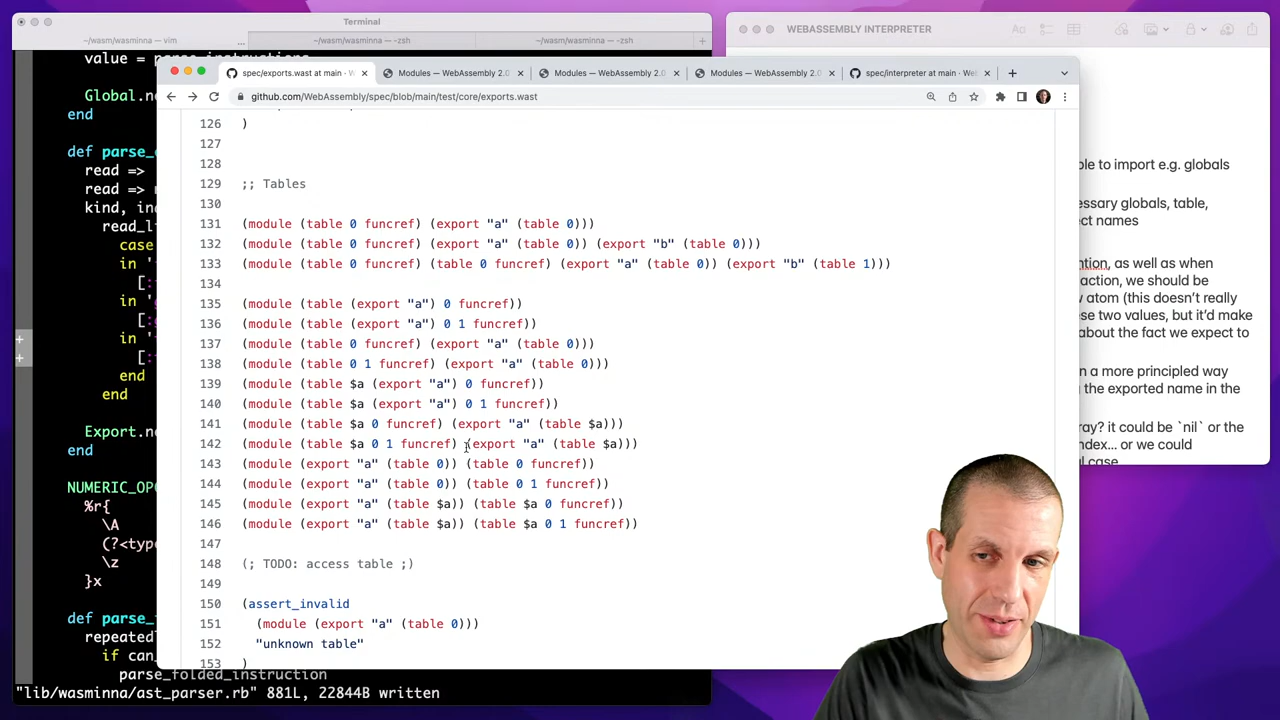 Terminal
~/wasm/wasminna — vim
...
~/wasm/wasminna — -zsh
~/wasm/wasminna — -zsh
WEBASSEMBLY INTERPRETER
value =
Global.ne
end
def parse_
read =>
read =>
kind, in
read_l
case
in '
[:
in '
[:
in '
[:
end
end
Export.ne
end
NUMERIC_OPC
%r{
\A
(?<type
\z
}x
def parse_
repeatedl
if can_
parse_folded_instruction
"lib/wasminna/ast_parser.rb" 881L, 22844B written
spec/exports.wast at main · W
Modules — WebAssembly 2.0
Modules — WebAssembly 2.0
Modules — WebAssembly 2.0
spec/interpreter at main · We
github.com/WebAssembly/spec/blob/main/test/core/exports.wast
126 )
127
128
129 ;; Tables
130
131 (module (table 0 funcref) (export "a" (table 0)))
132 (module (table 0 funcref) (export "a" (table 0)) (export "b" (table 0)))
133 (module (table 0 funcref) (table 0 funcref) (export "a" (table 0)) (export "b" (table 1)))
134
135 (module (table (export "a") 0 funcref))
136 (module (table (export "a") 0 1 funcref))
137 (module (table 0 funcref) (export "a" (table 0)))
138 (module (table 0 1 funcref) (export "a" (table 0)))
139 (module (table $a (export "a") 0 funcref))
140 (module (table $a (export "a") 0 1 funcref))
141 (module (table $a 0 funcref) (export "a" (table $a)))
142 (module (table $a 0 1 funcref) (export "a" (table $a)))
143 (module (export "a" (table 0)) (table 0 funcref))
144 (module (export "a" (table 0)) (table 0 1 funcref))
145 (module (export "a" (table $a)) (table $a 0 funcref))
146 (module (export "a" (table $a)) (table $a 0 1 funcref))
147
148 (; TODO: access table ;)
149
150 (assert_invalid
151 (module (export "a" (table 0)))
152 "unknown table"
153 )
ble to import e.g. globals
essary globals, table,
ect names
ention, as well as when
action, we should be
w atom (this doesn't really
ese two values, but it'd make
about the fact we expect to
n a more principled way
g the exported name in the
ray? it could be `nil` or the
ndex... or we could
ial case